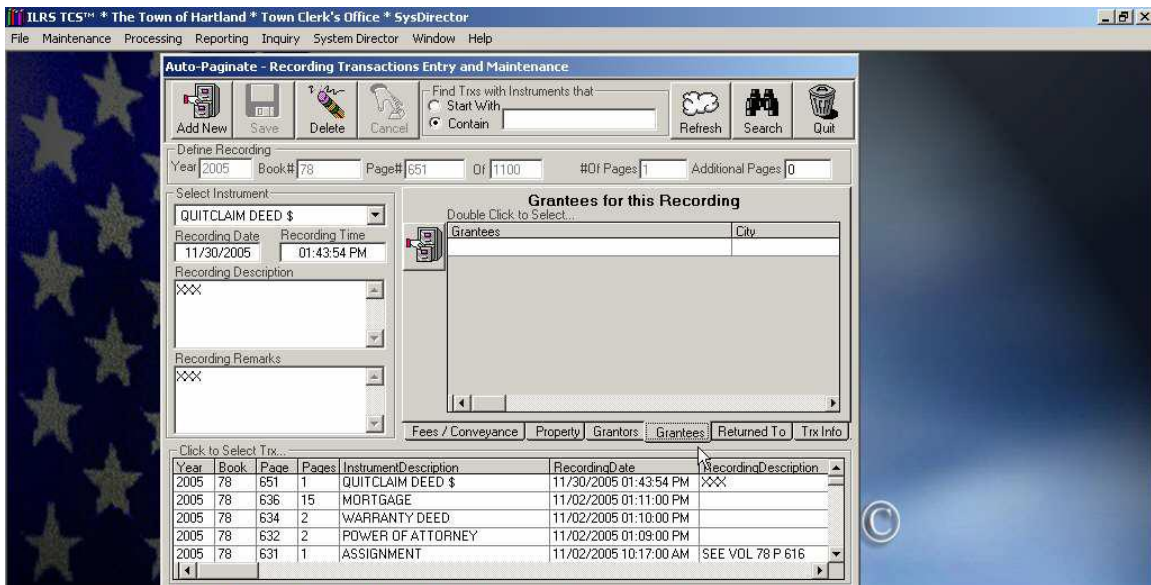 ILRS TCS™ * The Town of Hartland * Town Clerk's Office * SysDirector
File Maintenance Processing Reporting Inquiry System Director Window Help
Auto-Paginate - Recording Transactions Entry and Maintenance
Add New Save Delete Cancel
Find Trxs with Instruments that
Start With
Contain
Refresh Search Quit
Define Recording
Year 2005 Book# 78 Page# 651 Of 1100 #Of Pages 1 Additional Pages 0
Select Instrument
QUITCLAIM DEED $
Recording Date Recording Time
11/30/2005 01:43:54 PM
Recording Description
XXX
Recording Remarks
XXX
Grantees for this Recording
Double Click to Select...
Grantees City
Fees / Conveyance Property Grantors Grantees Returned To Trx Info
Click to Select Trx...
Year Book Page Pages InstrumentDescription RecordingDate RecordingDescription
2005 78 651 1 QUITCLAIM DEED $ 11/30/2005 01:43:54 PM XXX
2005 78 636 15 MORTGAGE 11/02/2005 01:11:00 PM
2005 78 634 2 WARRANTY DEED 11/02/2005 01:10:00 PM
2005 78 632 2 POWER OF ATTORNEY 11/02/2005 01:09:00 PM
2005 78 631 1 ASSIGNMENT 11/02/2005 10:17:00 AM SEE VOL 78 P 616
©